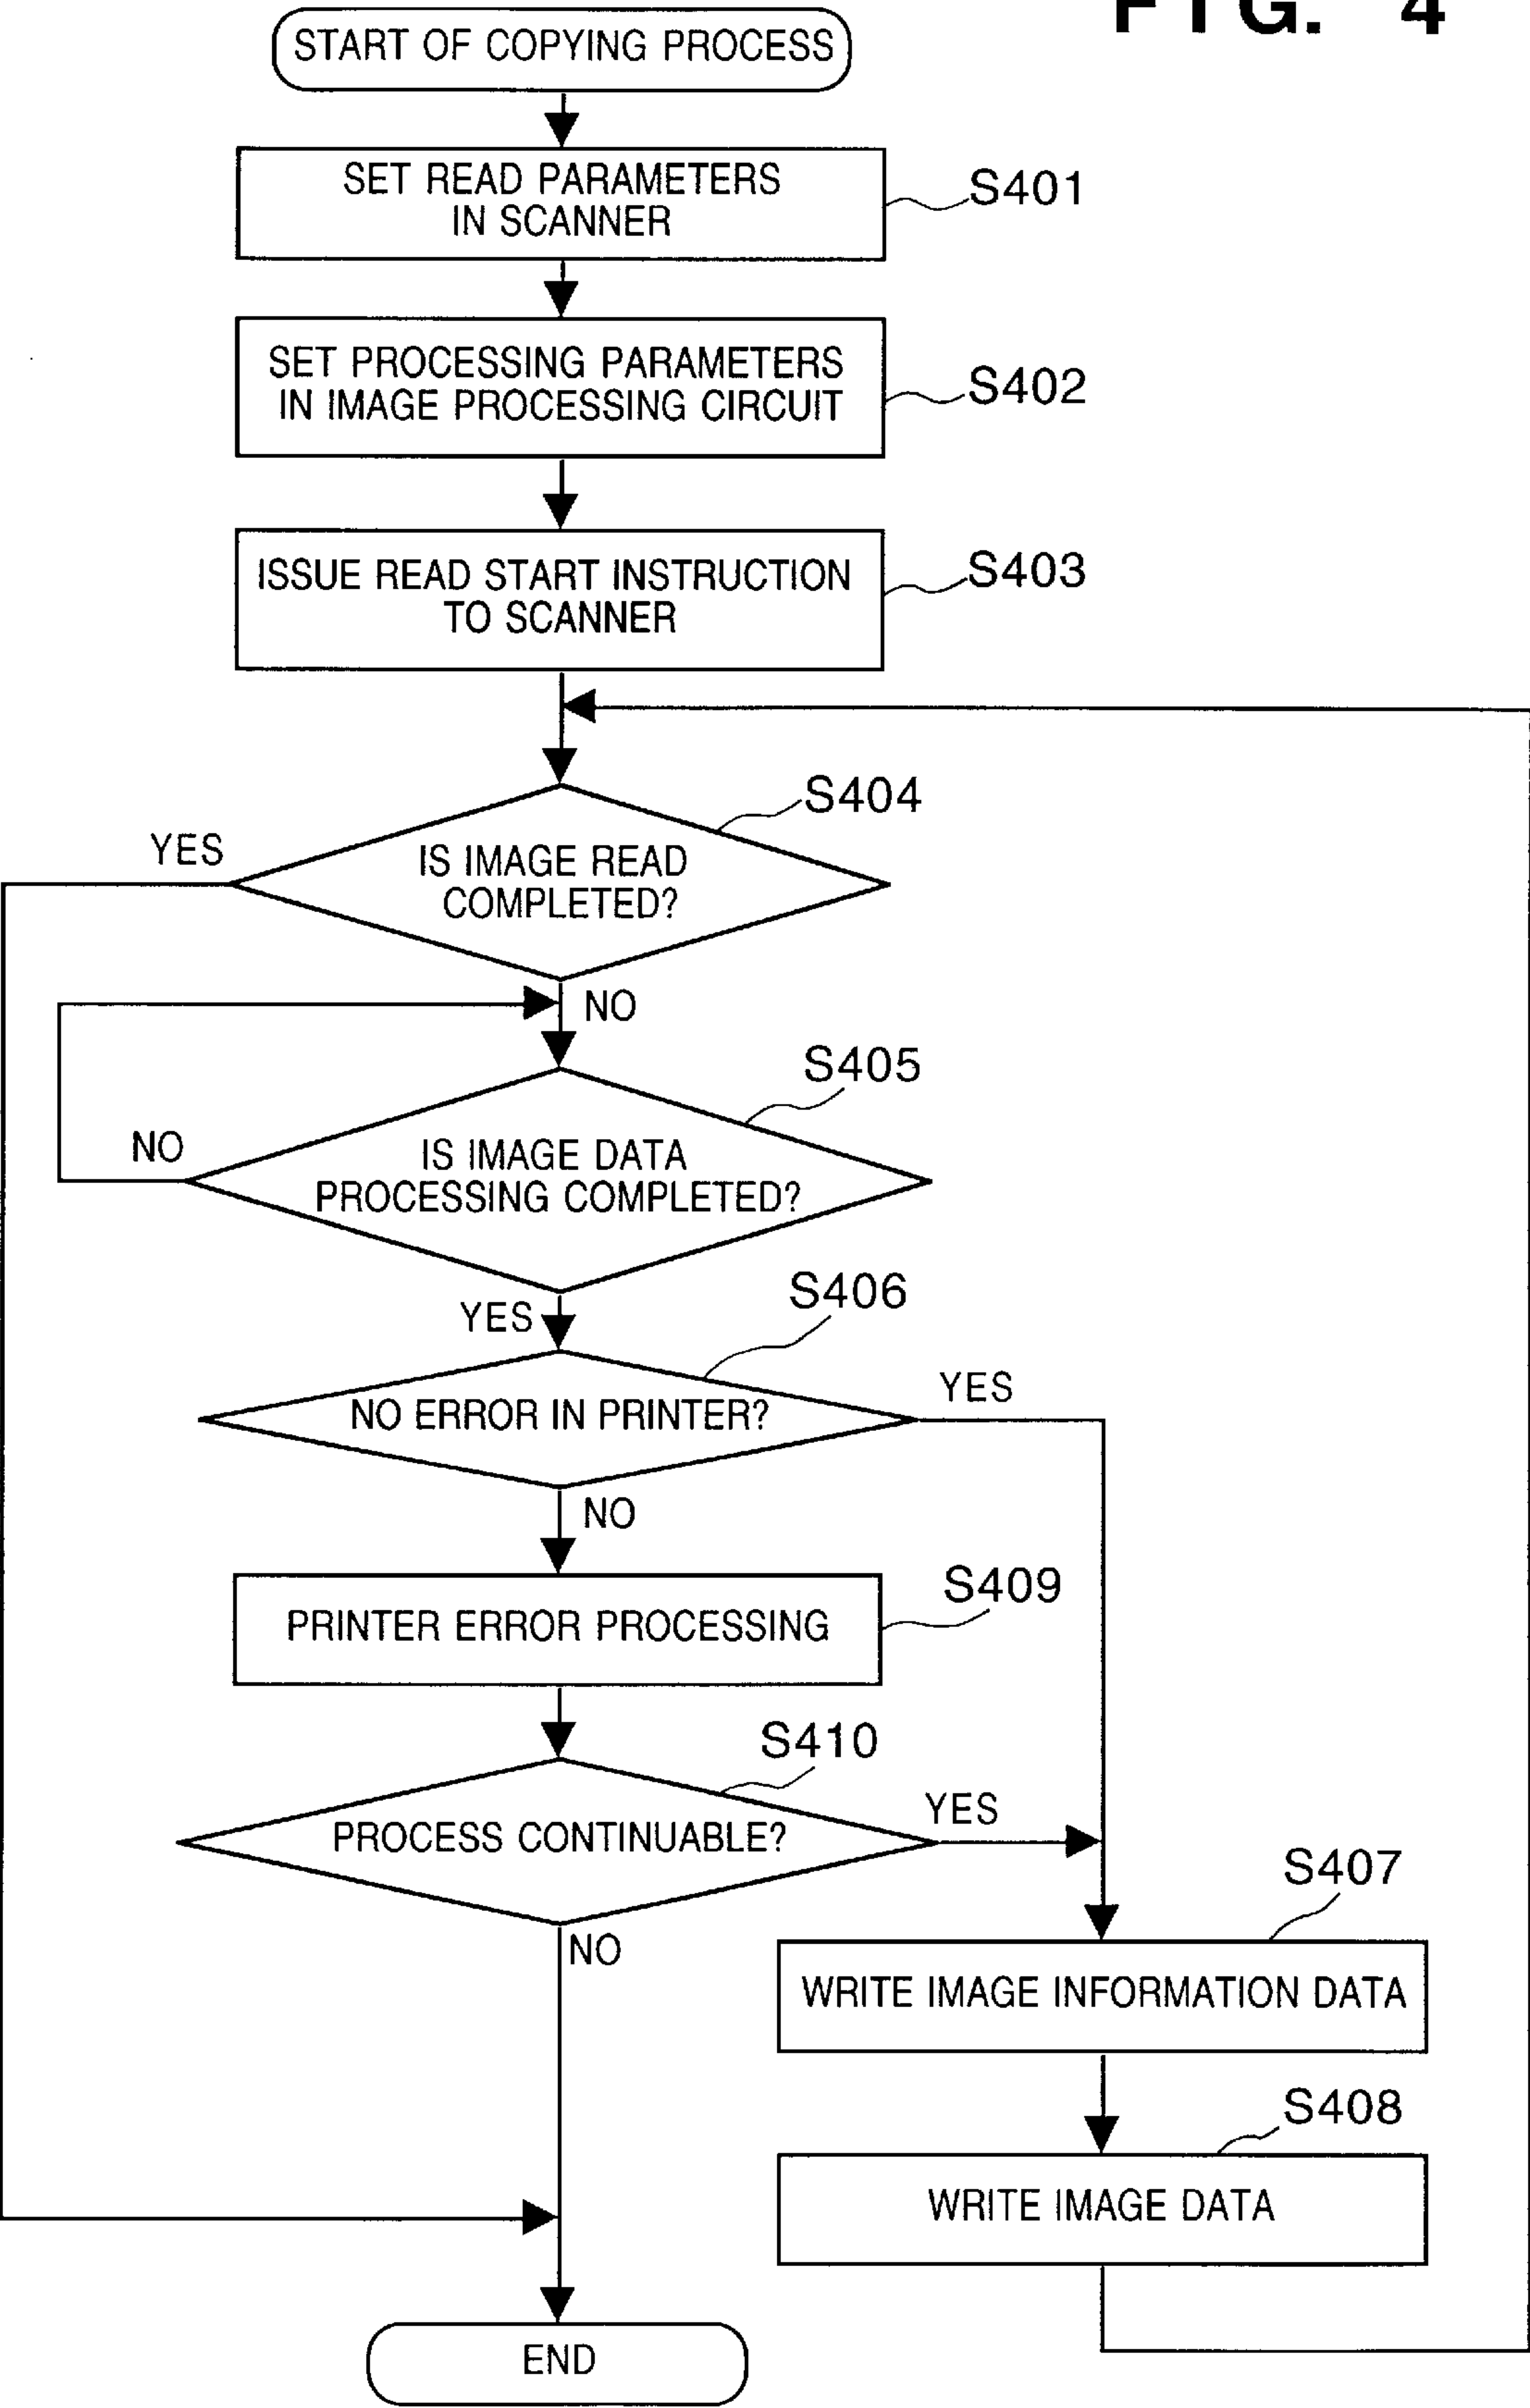 FIG. 4
START OF COPYING PROCESS
SET READ PARAMETERS
IN SCANNER
S401
SET PROCESSING PARAMETERS
IN IMAGE PROCESSING CIRCUIT
S402
ISSUE READ START INSTRUCTION
TO SCANNER
S403
S404
YES
IS IMAGE READ
COMPLETED?
NO
S405
NO
IS IMAGE DATA
PROCESSING COMPLETED?
S406
YES
YES
NO ERROR IN PRINTER?
NO
S409
PRINTER ERROR PROCESSING
S410
YES
PROCESS CONTINUABLE?
S407
NO
WRITE IMAGE INFORMATION DATA
S408
WRITE IMAGE DATA
END